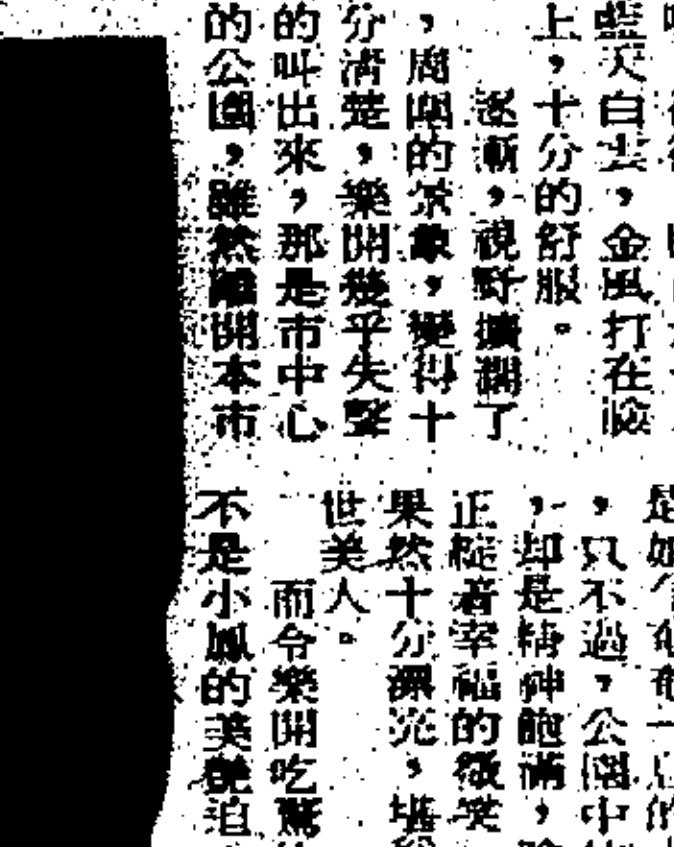 藍天白雲，金風打在臉
上，十分的舒服。
逐漸，視野擴濶了
，周圍的景象，變得十
分清楚，樂開幾乎失聲
的叫出來，那是市中心
的公園，雖然離開本市
，只不過，公園中
，却是精神飽滿，
正綻着幸福的微笑
果然十分漂亮，堪稱
世美人。
而令樂開吃驚
不是小鳳的美艷